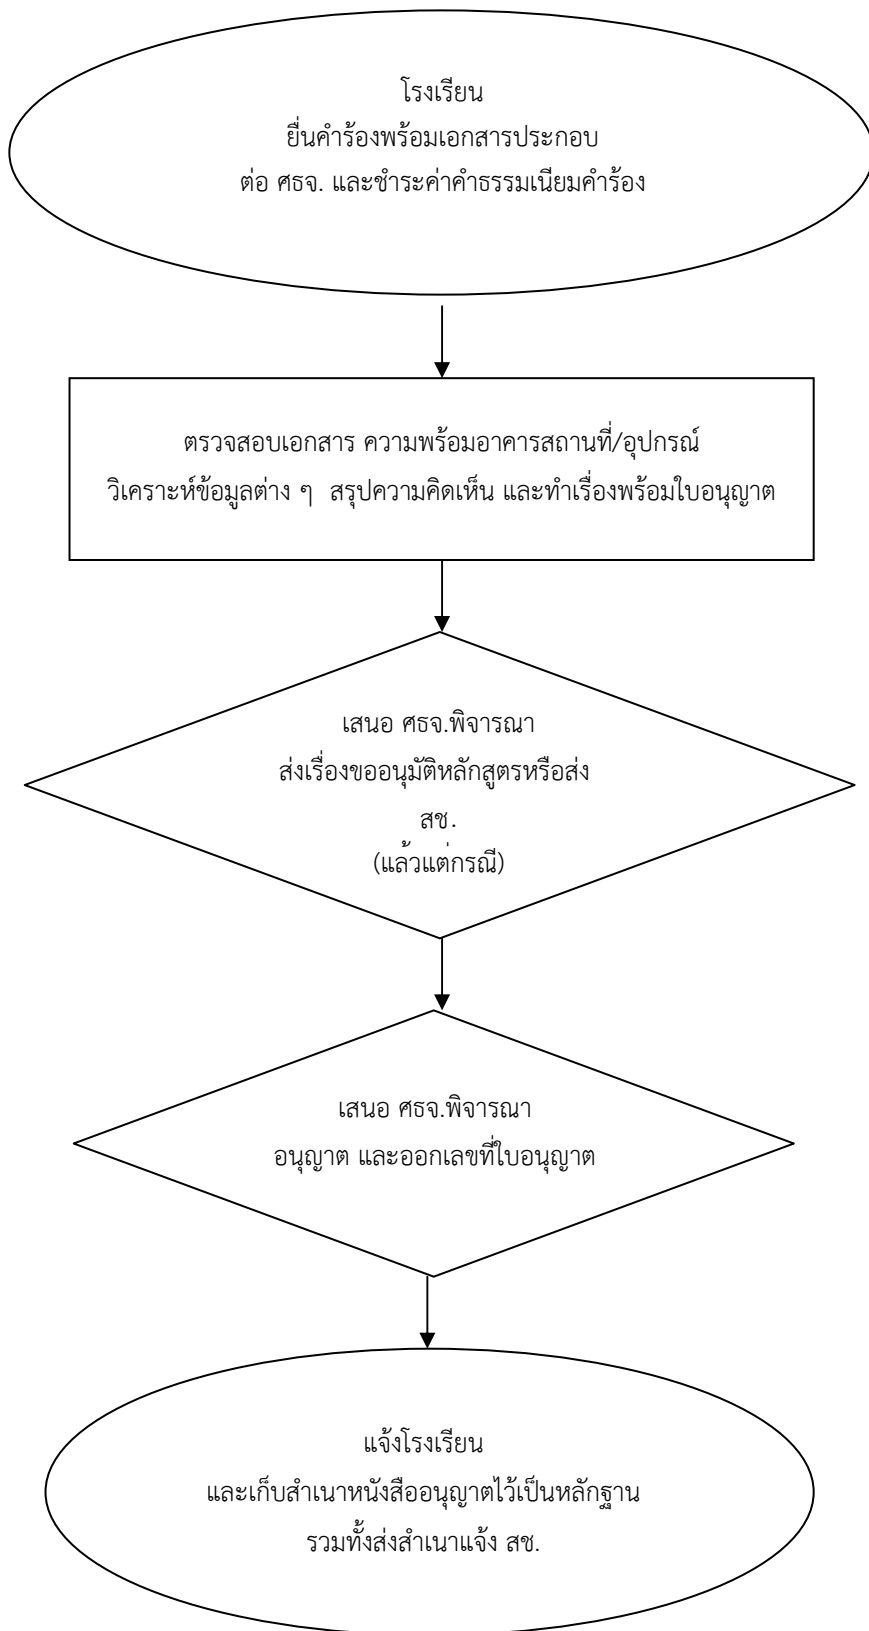 โรงเรียน
ยื่นคำร้องพร้อมเอกสารประกอบ
ต่อ ศธจ. และชำระค่าคำธรรมเนียมคำร้อง
ตรวจสอบเอกสาร ความพร้อมอาคารสถานที่/อุปกรณ์
วิเคราะห์ข้อมูลต่าง ๆ  สรุปความคิดเห็น และทำเรื่องพร้อมใบอนุญาต
เสนอ ศธจ.พิจารณา
ส่งเรื่องขออนุมัติหลักสูตรหรือส่ง
สช.
(แล้วแต่กรณี)
เสนอ ศธจ.พิจารณา
อนุญาต และออกเลขที่ใบอนุญาต
แจ้งโรงเรียน
และเก็บสำเนาหนังสืออนุญาตไว้เป็นหลักฐาน
รวมทั้งส่งสำเนาแจ้ง สช.